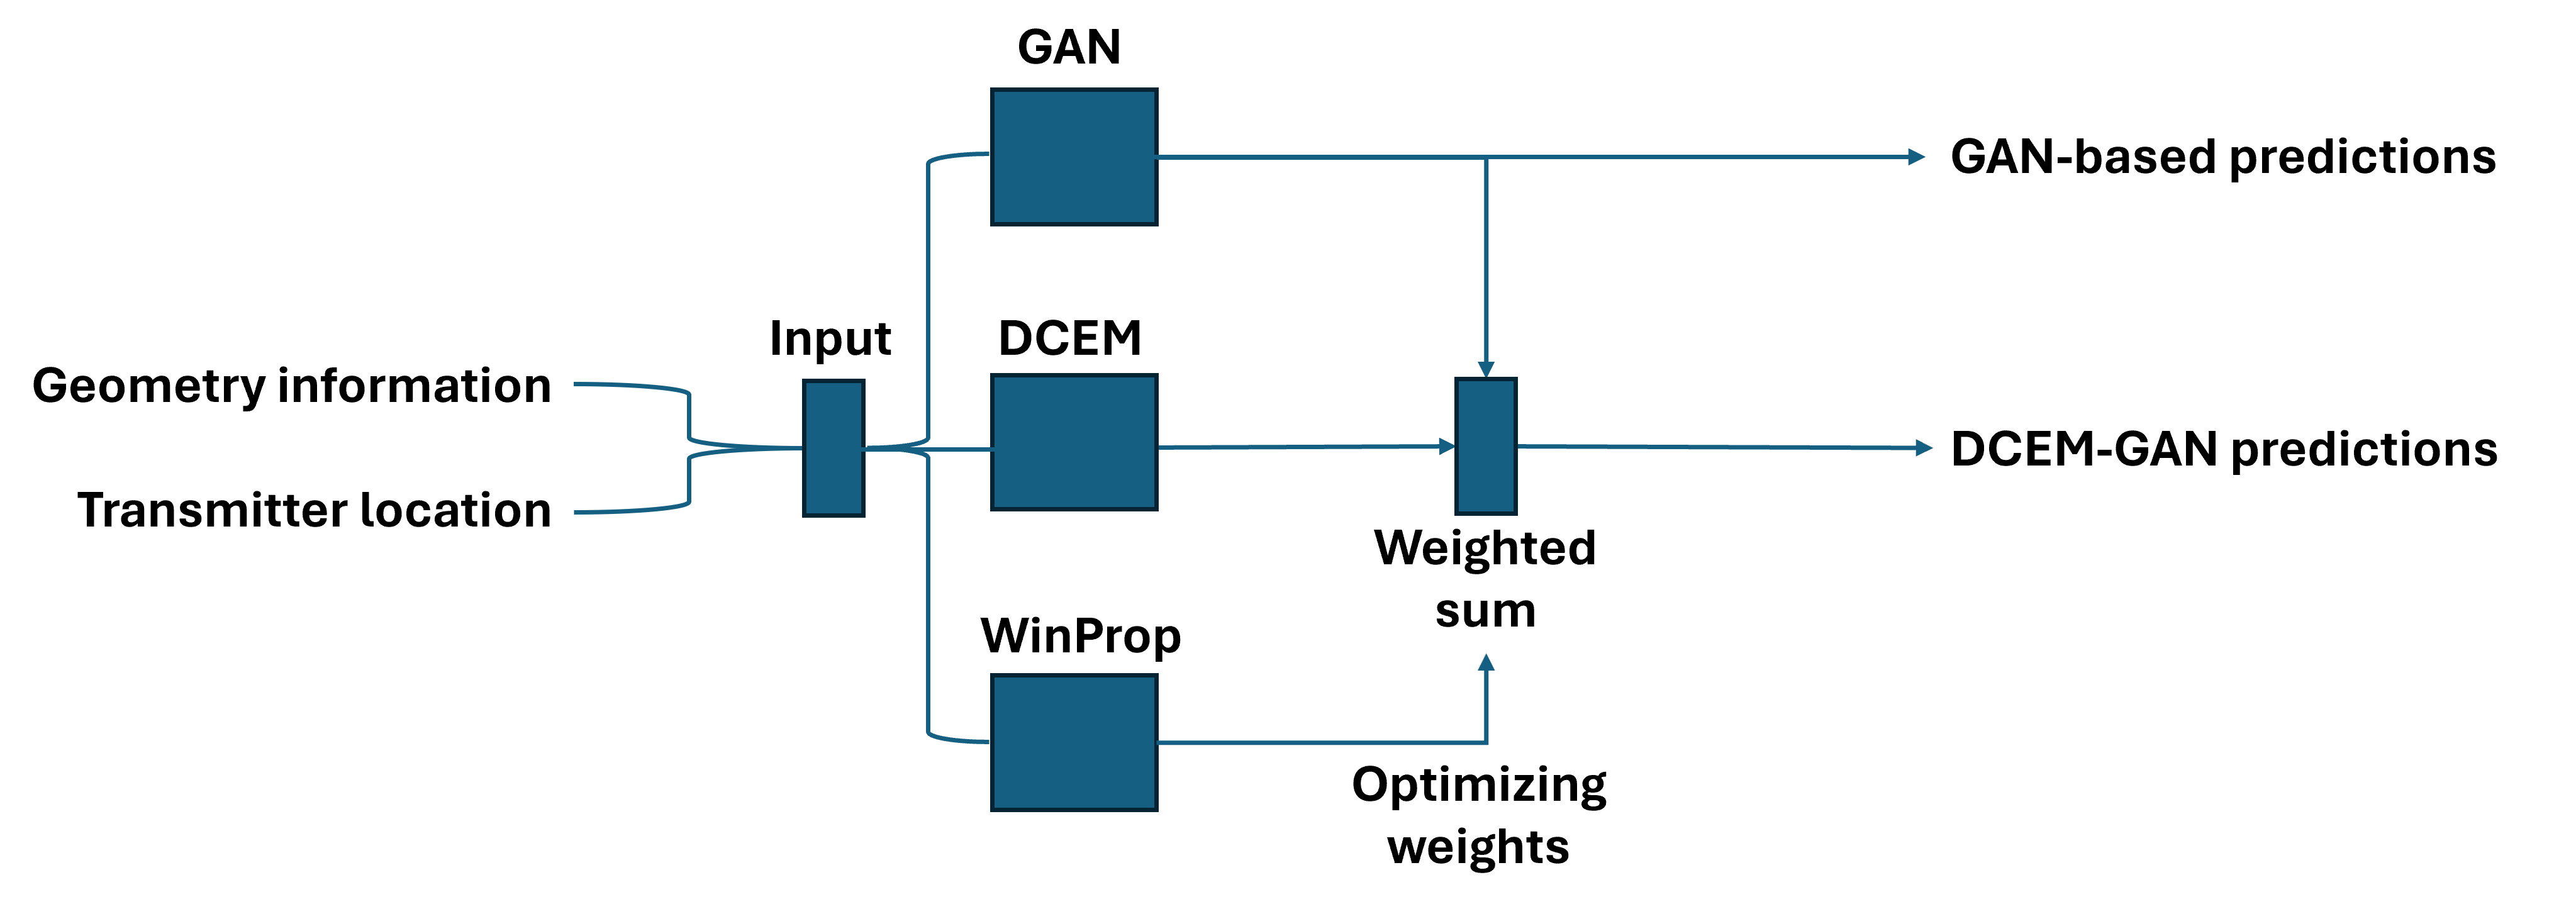 GAN
GAN-based predictions
Input
DCEM
Geometry information
Transmitter location
DCEM-GAN predictions
Weighted
sum
WinProp
Optimizing
weights